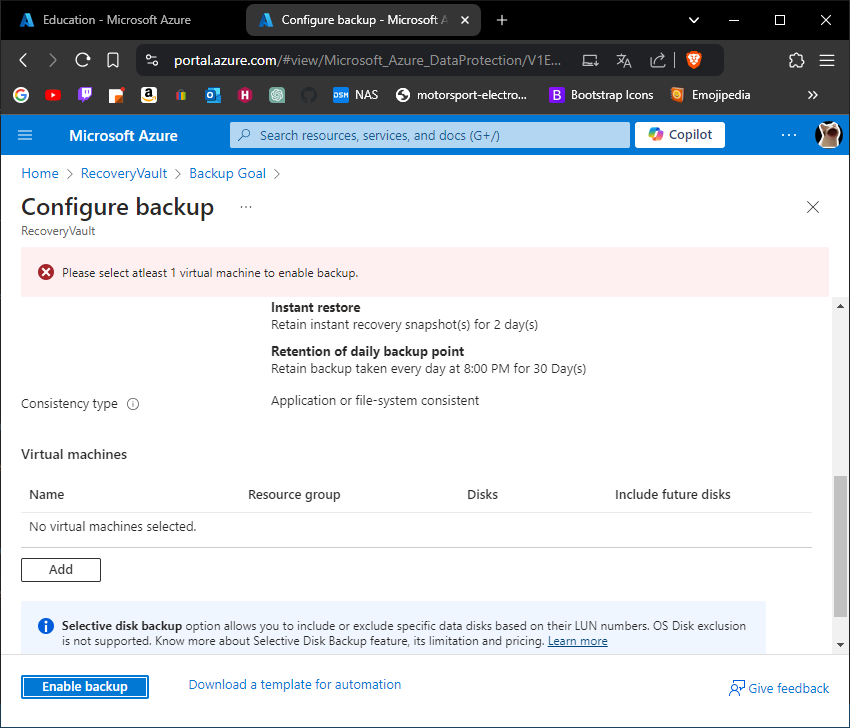 Education - Microsoft Azure
Configure backup - Microsoft A
portal.azure.com/#view/Microsoft_Azure_DataProtection/V1E...
G
a
H
DSM NAS
motorsport-electro...
B Bootstrap Icons
Emojipedia
Microsoft Azure
Search resources, services, and docs (G+/)
Copilot
Home > RecoveryVault > Backup Goal >
Configure backup ...
RecoveryVault
Please select atleast 1 virtual machine to enable backup.
Instant restore
Retain instant recovery snapshot(s) for 2 day(s)
Retention of daily backup point
Retain backup taken every day at 8:00 PM for 30 Day(s)
Consistency type
Application or file-system consistent
Virtual machines
Name Resource group Disks Include future disks
No virtual machines selected.
Add
Selective disk backup option allows you to include or exclude specific data disks based on their LUN numbers. OS Disk exclusion
is not supported. Know more about Selective Disk Backup feature, its limitation and pricing. Learn more
Enable backup
Download a template for automation
Give feedback